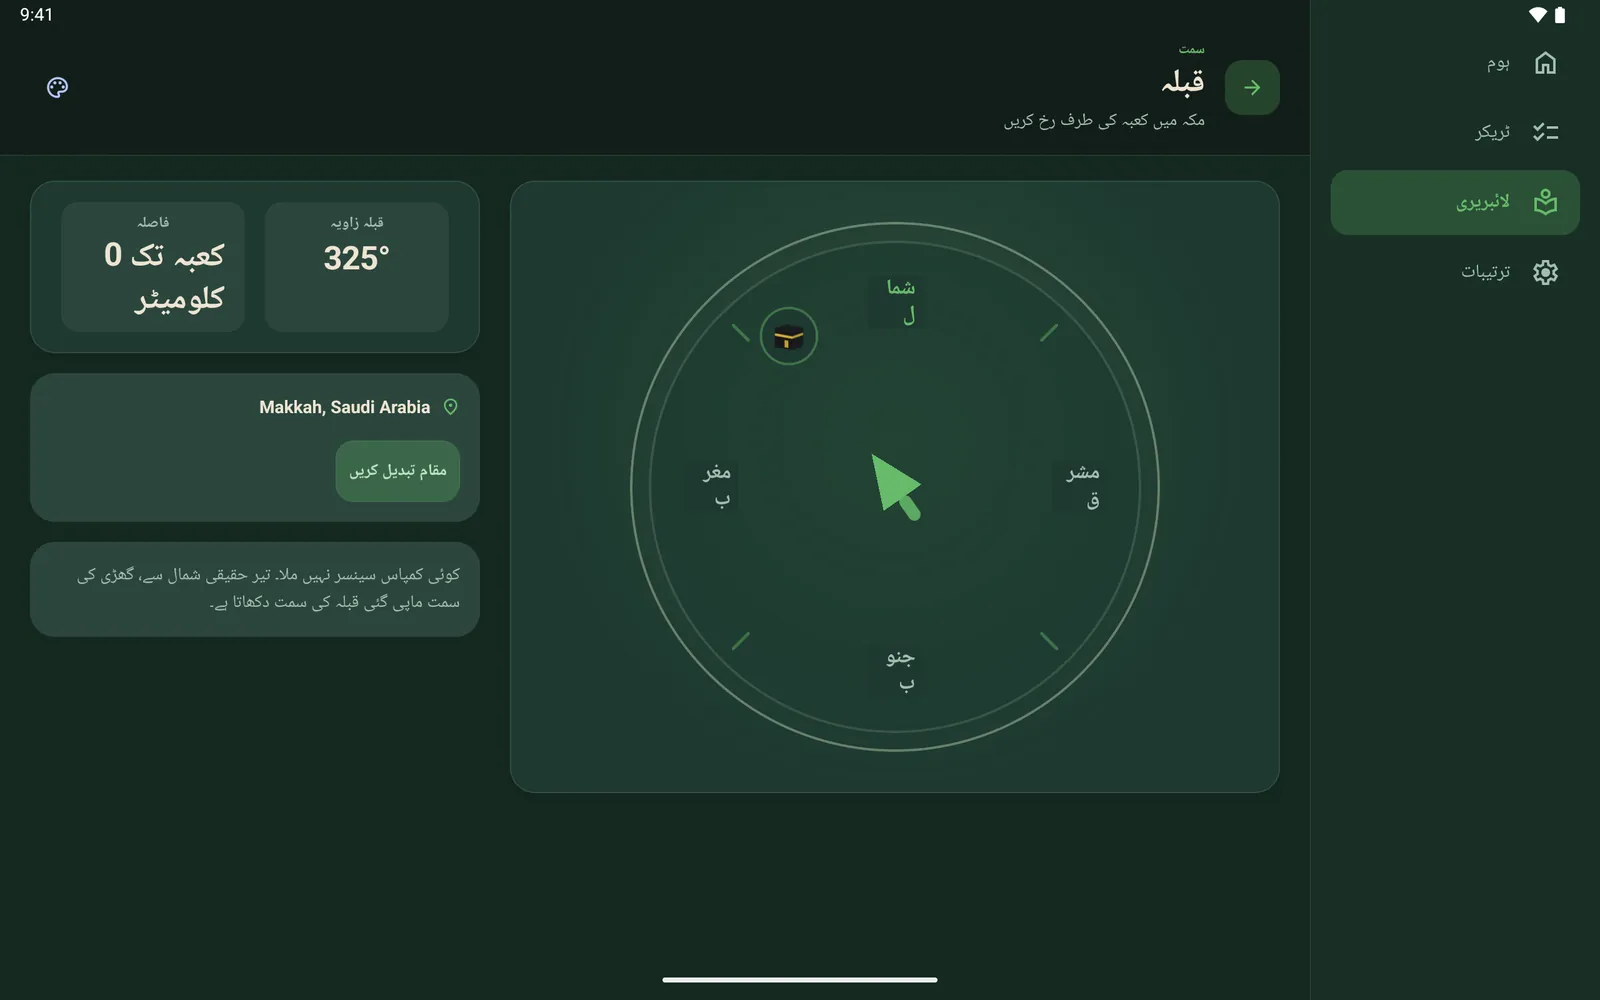 9:41
سمت
قبلہ
مکہ میں کعبہ کی طرف رخ کریں
ہوم
ٹریکر
لائبریری
ترتیبات
شما
ل
مشر
ق
مغر
ب
جنو
ب
قبلہ زاویہ
325°
فاصلہ
کعبہ تک 0
کلومیٹر
Makkah, Saudi Arabia
مقام تبدیل کریں
کوئی کمپاس سینسر نہیں ملا۔ تیر حقیقی شمال سے، گھڑی کی
سمت ماپی گئی قبلہ کی سمت دکھاتا ہے۔